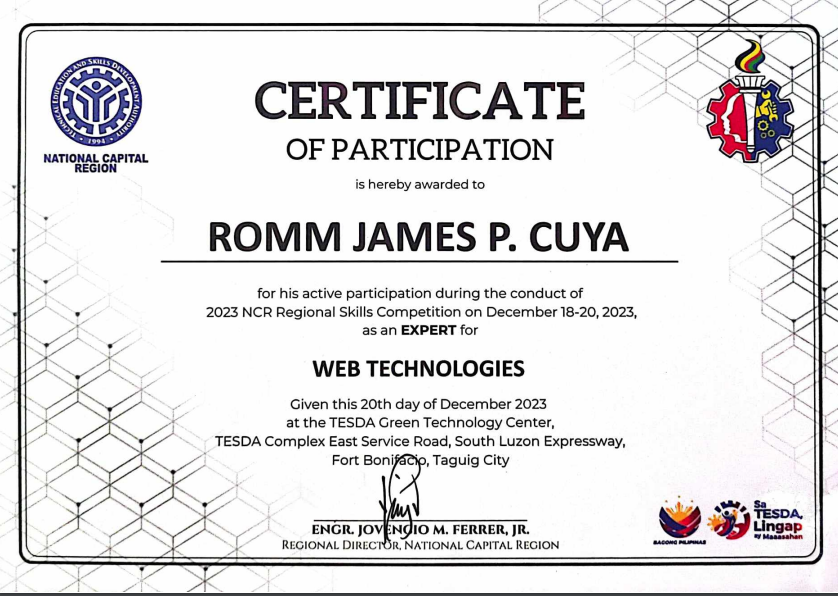 TECHNICAL EDUCATION AND SKILLS DEVELOPMENT AUTHORITY
1994
NATIONAL CAPITAL
REGION
CERTIFICATE
OF PARTICIPATION
is hereby awarded to
ROMM JAMES P. CUYA
for his active participation during the conduct of
2023 NCR Regional Skills Competition on December 18-20, 2023,
as an EXPERT for
WEB TECHNOLOGIES
Given this 20th day of December 2023
at the TESDA Green Technology Center,
TESDA Complex East Service Road, South Luzon Expressway,
Fort Bonifacio, Taguig City
ENGR. JOVENCIO M. FERRER, JR.
REGIONAL DIRECTOR, NATIONAL CAPITAL REGION
BAGONG PILIPINAS
Sa
TESDA,
Lingap
ay Maaasahan